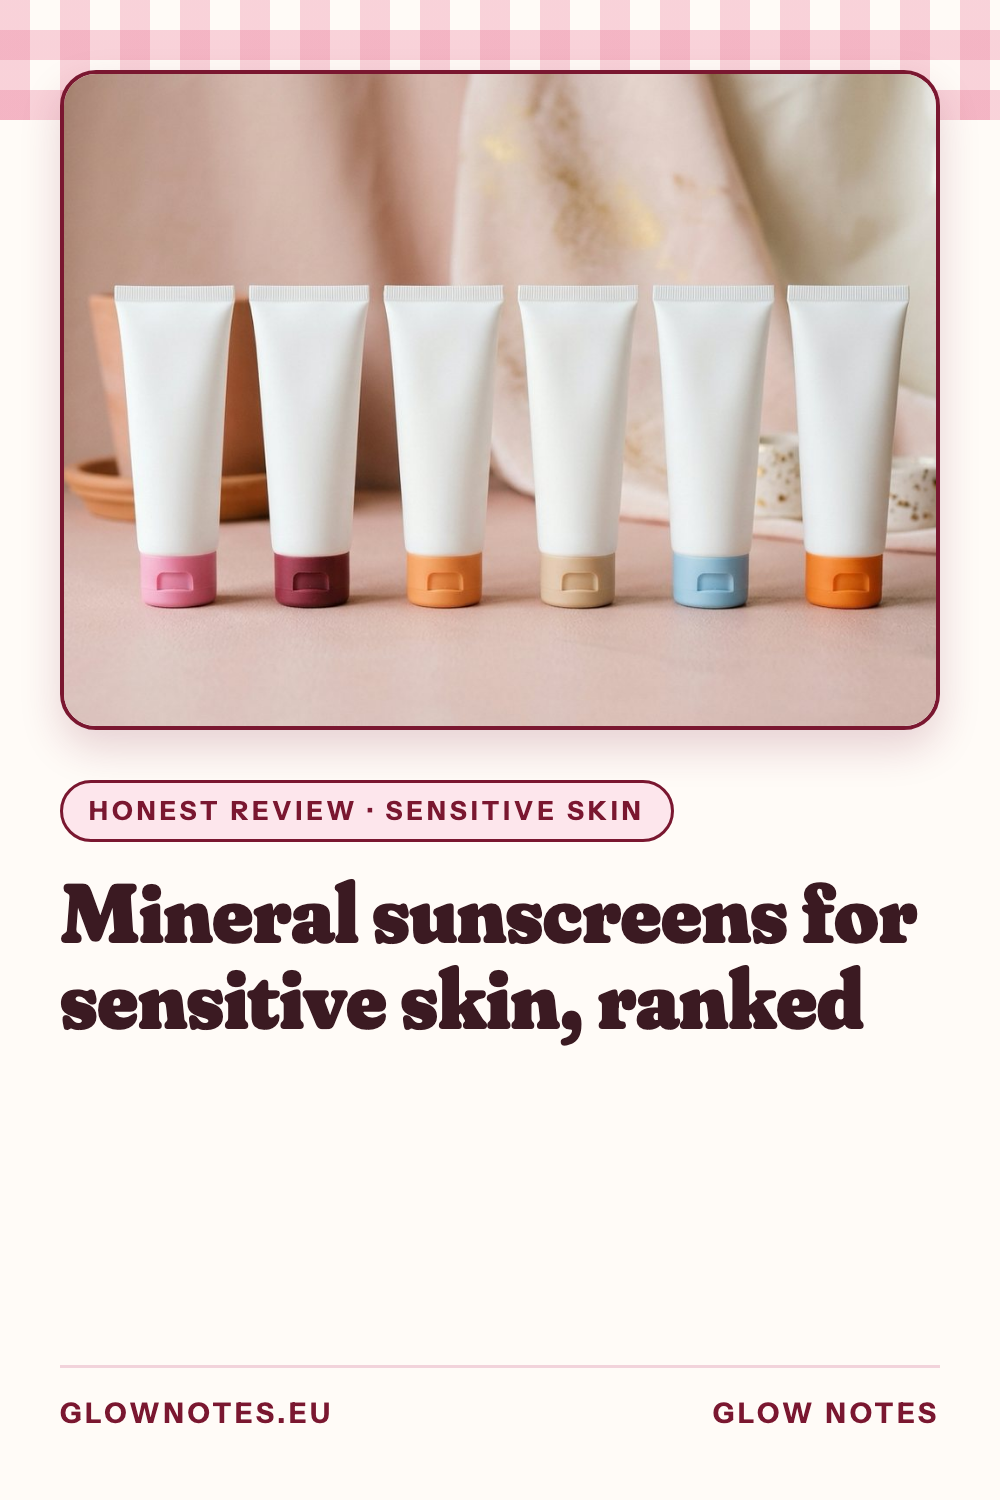 HONEST REVIEW · SENSITIVE SKIN
Mineral sunscreens for
sensitive skin, ranked
GLOWNOTES.EU
GLOW NOTES